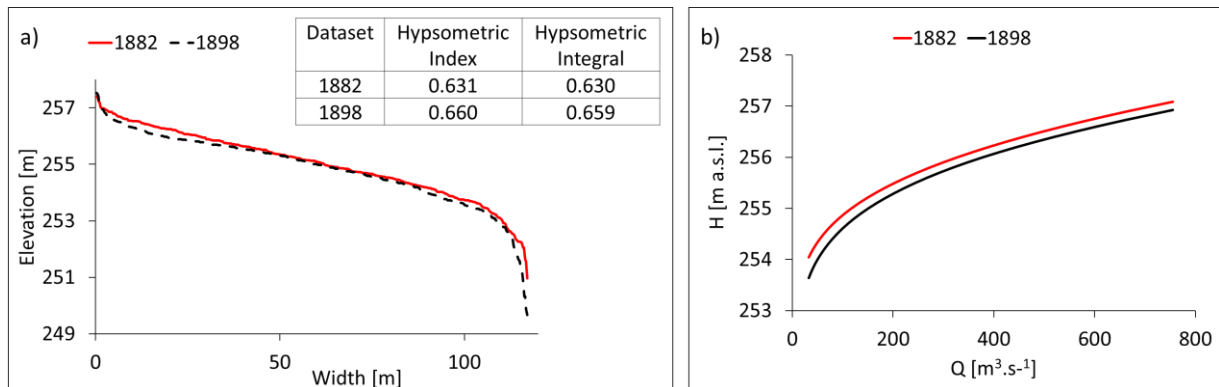 a)
1882 1898
Dataset Hypsometric Index Hypsometric Integral
1882 0.631 0.630
1898 0.660 0.659
Elevation [m]
257
255
253
251
249
0 50 100
Width [m]
b)
1882 1898
H [m a.s.l.]
258
257
256
255
254
253
0 200 400 600 800
Q [m³.s-¹]